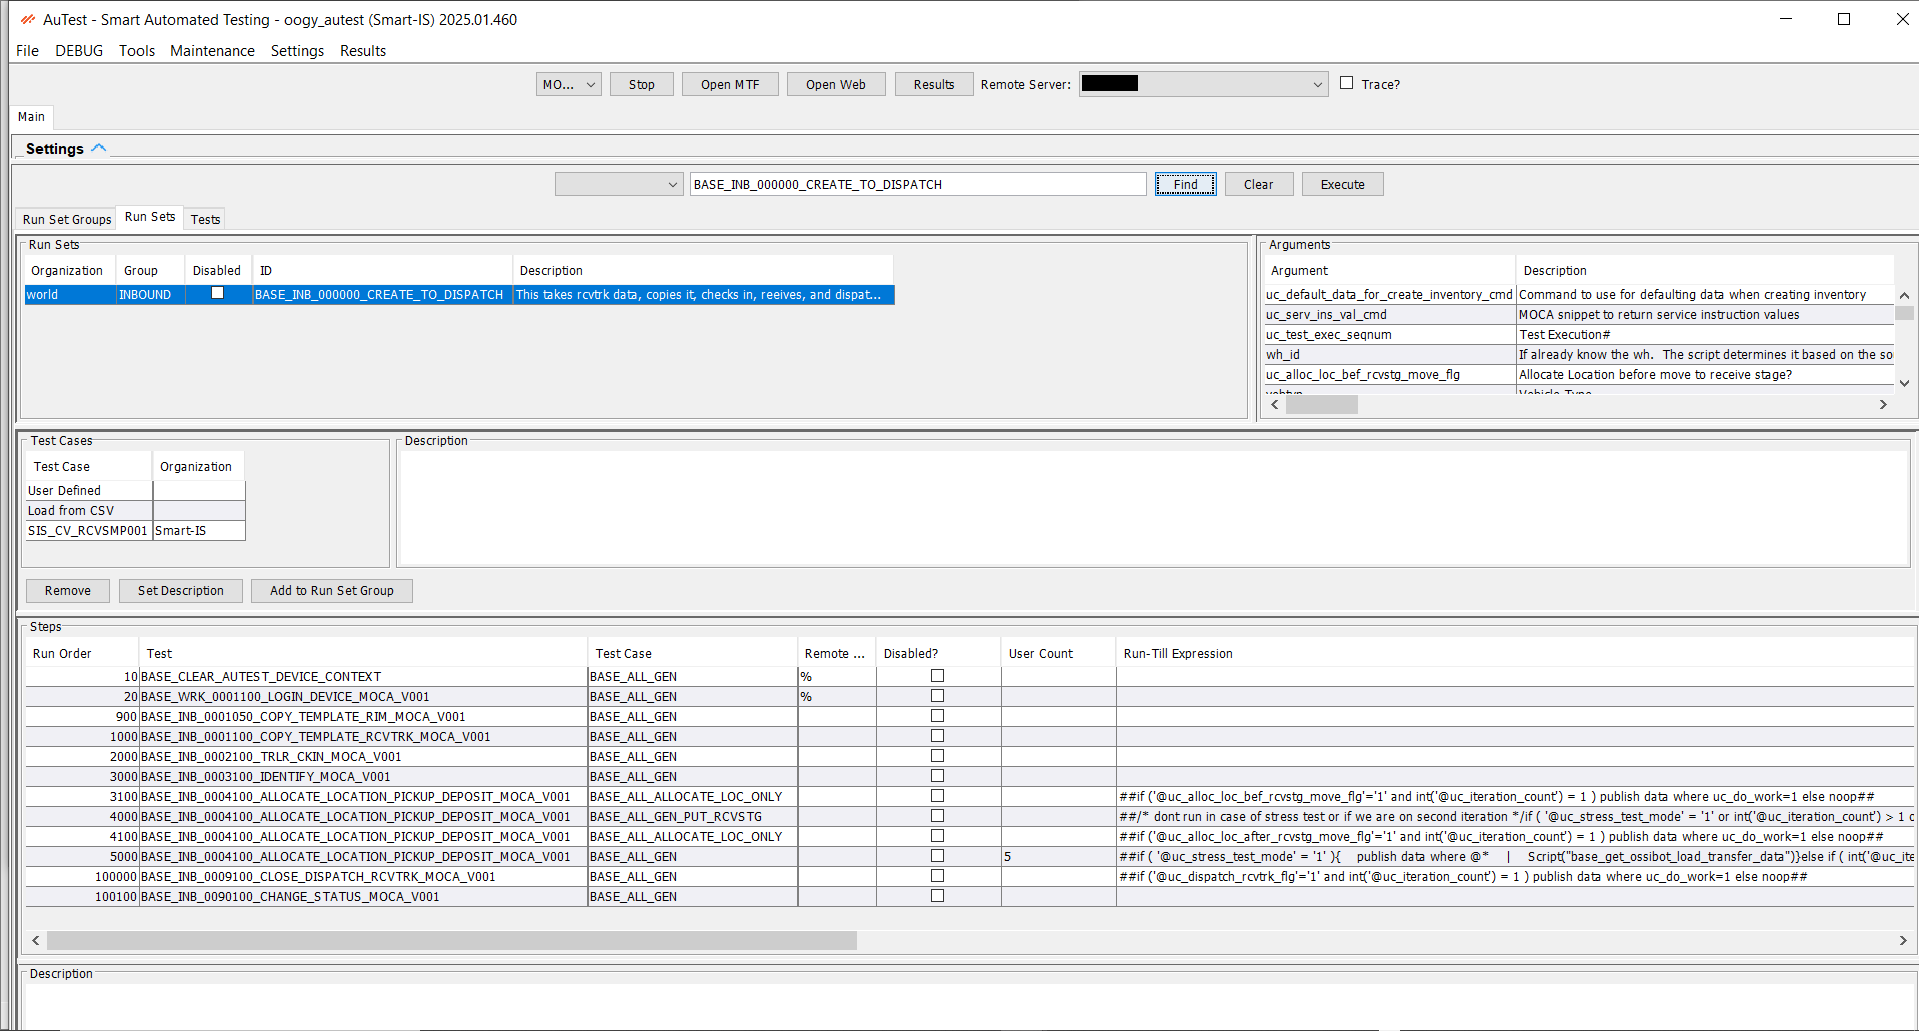 AuTest - Smart Automated Testing - oogy_autest (Smart-IS) 2025.01.460
File DEBUG Tools Maintenance Settings Results
MO... Stop Open MTF Open Web Results Remote Server: Trace?
Main
Settings
BASE_INB_000000_CREATE_TO_DISPATCH Find Clear Execute
Run Set Groups Run Sets Tests
Run Sets
Organization Group Disabled ID Description
world INBOUND BASE_INB_000000_CREATE_TO_DISPATCH This takes rcvtrk data, copies it, checks in, reeives, and dispat...
Arguments
Argument Description
uc_default_data_for_create_inventory_cmd Command to use for defaulting data when creating inventory
uc_serv_ins_val_cmd MOCA snippet to return service instruction values
uc_test_exec_seqnum Test Execution#
wh_id If already know the wh. The script determines it based on the so
uc_alloc_loc_bef_rcvstg_move_flg Allocate Location before move to receive stage?
vehtyp Vehicle Type
Test Cases
Test Case Organization
User Defined
Load from CSV
SIS_CV_RCVSMP001 Smart-IS
Description
Remove Set Description Add to Run Set Group
Steps
Run Order Test Test Case Remote ... Disabled? User Count Run-Till Expression
10 BASE_CLEAR_AUTEST_DEVICE_CONTEXT BASE_ALL_GEN %
20 BASE_WRK_0001100_LOGIN_DEVICE_MOCA_V001 BASE_ALL_GEN %
900 BASE_INB_0001050_COPY_TEMPLATE_RIM_MOCA_V001 BASE_ALL_GEN
1000 BASE_INB_0001100_COPY_TEMPLATE_RCVTRK_MOCA_V001 BASE_ALL_GEN
2000 BASE_INB_0002100_TRLR_CKIN_MOCA_V001 BASE_ALL_GEN
3000 BASE_INB_0003100_IDENTIFY_MOCA_V001 BASE_ALL_GEN
3100 BASE_INB_0004100_ALLOCATE_LOCATION_PICKUP_DEPOSIT_MOCA_V001 BASE_ALL_ALLOCATE_LOC_ONLY ##if ('@uc_alloc_loc_bef_rcvstg_move_flg'='1' and int('@uc_iteration_count') = 1 ) publish data where uc_do_work=1 else noop##
4000 BASE_INB_0004100_ALLOCATE_LOCATION_PICKUP_DEPOSIT_MOCA_V001 BASE_ALL_GEN_PUT_RCVSTG ##/* dont run in case of stress test or if we are on second iteration */if ( '@uc_stress_test_mode' = '1' or int('@uc_iteration_count') > 1 c
4100 BASE_INB_0004100_ALLOCATE_LOCATION_PICKUP_DEPOSIT_MOCA_V001 BASE_ALL_ALLOCATE_LOC_ONLY ##if ('@uc_alloc_loc_after_rcvstg_move_flg'='1' and int('@uc_iteration_count') = 1 ) publish data where uc_do_work=1 else noop##
5000 BASE_INB_0004100_ALLOCATE_LOCATION_PICKUP_DEPOSIT_MOCA_V001 BASE_ALL_GEN 5 ##if ( '@uc_stress_test_mode' = '1' ){ publish data where @* | Script("base_get_ossibot_load_transfer_data")}else if ( int('@uc_ite
100000 BASE_INB_0009100_CLOSE_DISPATCH_RCVTRK_MOCA_V001 BASE_ALL_GEN ##if ('@uc_dispatch_rcvtrk_flg'='1' and int('@uc_iteration_count') = 1 ) publish data where uc_do_work=1 else noop##
100100 BASE_INB_0090100_CHANGE_STATUS_MOCA_V001 BASE_ALL_GEN
Description